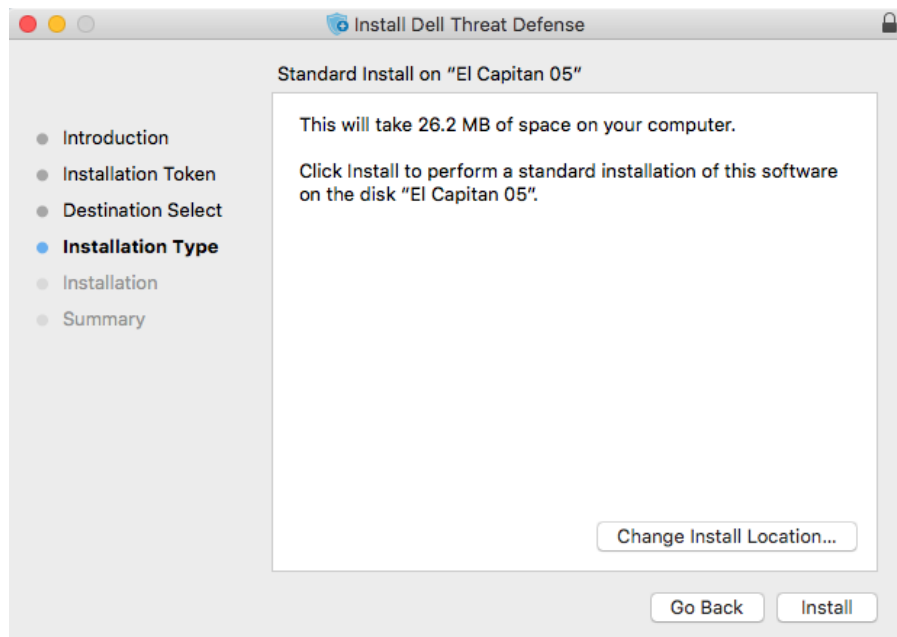 Install Dell Threat Defense
Standard Install on “El Capitan 05”
Introduction
Installation Token
Destination Select
Installation Type
Installation
Summary
This will take 26.2 MB of space on your computer.
Click Install to perform a standard installation of this software
on the disk “El Capitan 05”.
Change Install Location...
Go Back
Install